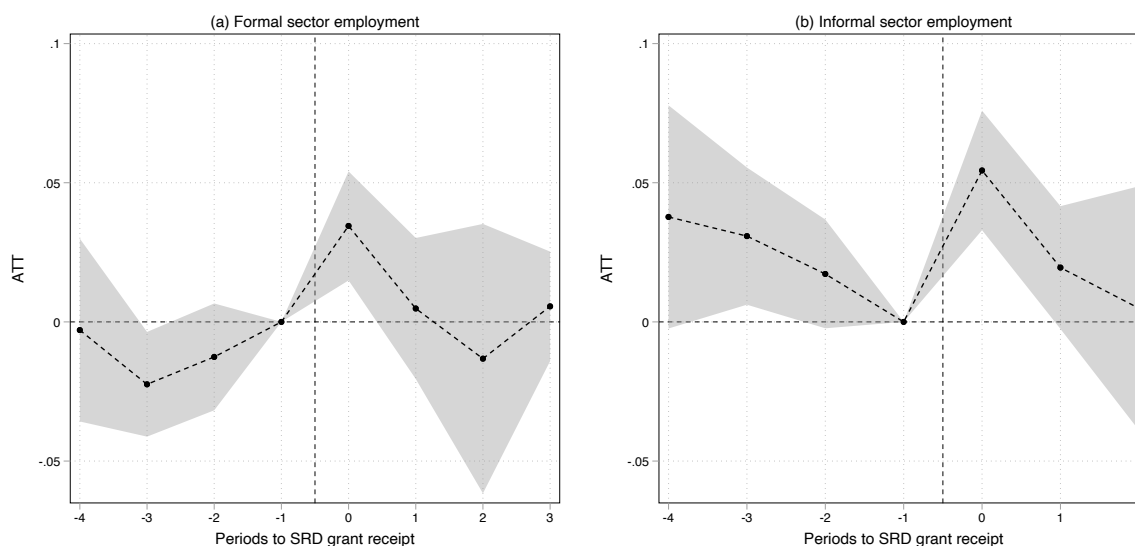 (a) Formal sector employment
.1
.05
0
-.05
ATT
-4 -3 -2 -1 0 1 2 3
Periods to SRD grant receipt
(b) Informal sector employment
.1
.05
0
-.05
ATT
-4 -3 -2 -1 0 1
Periods to SRD grant receipt